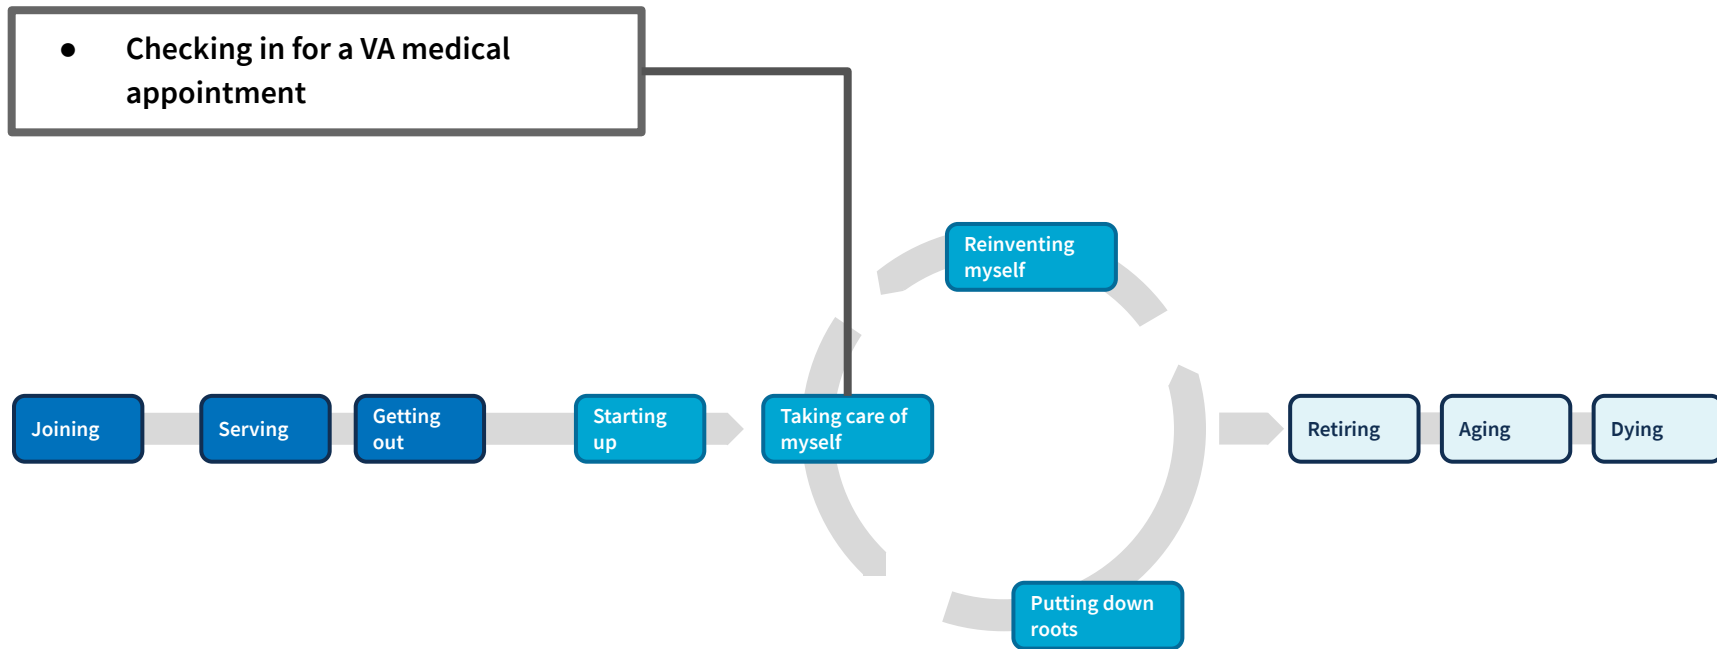 ● Checking in for a VA medical
appointment
Reinventing
myself
Joining
Serving
Getting
out
Starting
up
Taking care of
myself
Retiring
Aging
Dying
Putting down
roots